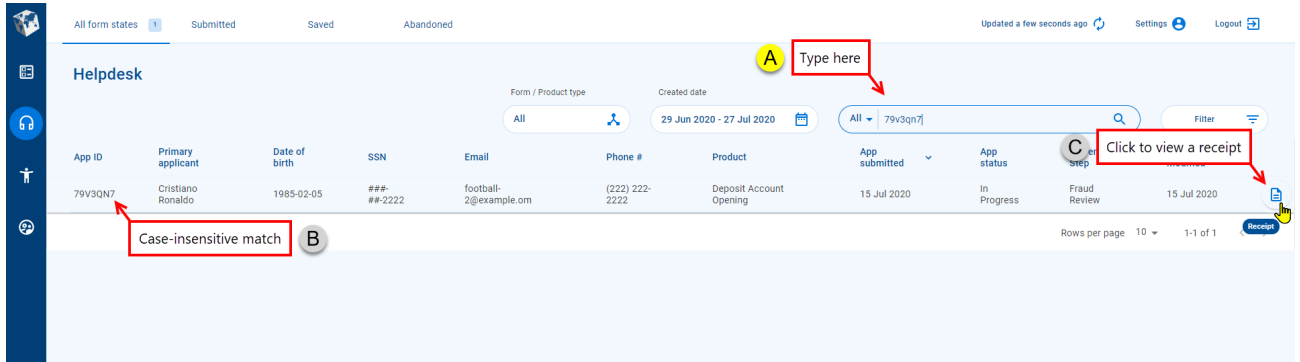 All form states 1 Submitted Saved Abandoned Updated a few seconds ago Settings Logout
A Type here
Helpdesk
Form / Product type Created date
All 29 Jun 2020 - 27 Jul 2020 All 79v3qn7 Filter
C Click to view a receipt
App ID Primary applicant Date of birth SSN Email Phone # Product App submitted App status Step
79V3QN7 Cristiano Ronaldo 1985-02-05 ###-##-2222 football-2@example.om (222) 222-2222 Deposit Account Opening 15 Jul 2020 In Progress Fraud Review 15 Jul 2020
Case-insensitive match B
Rows per page 10 1-1 of 1 Receipt